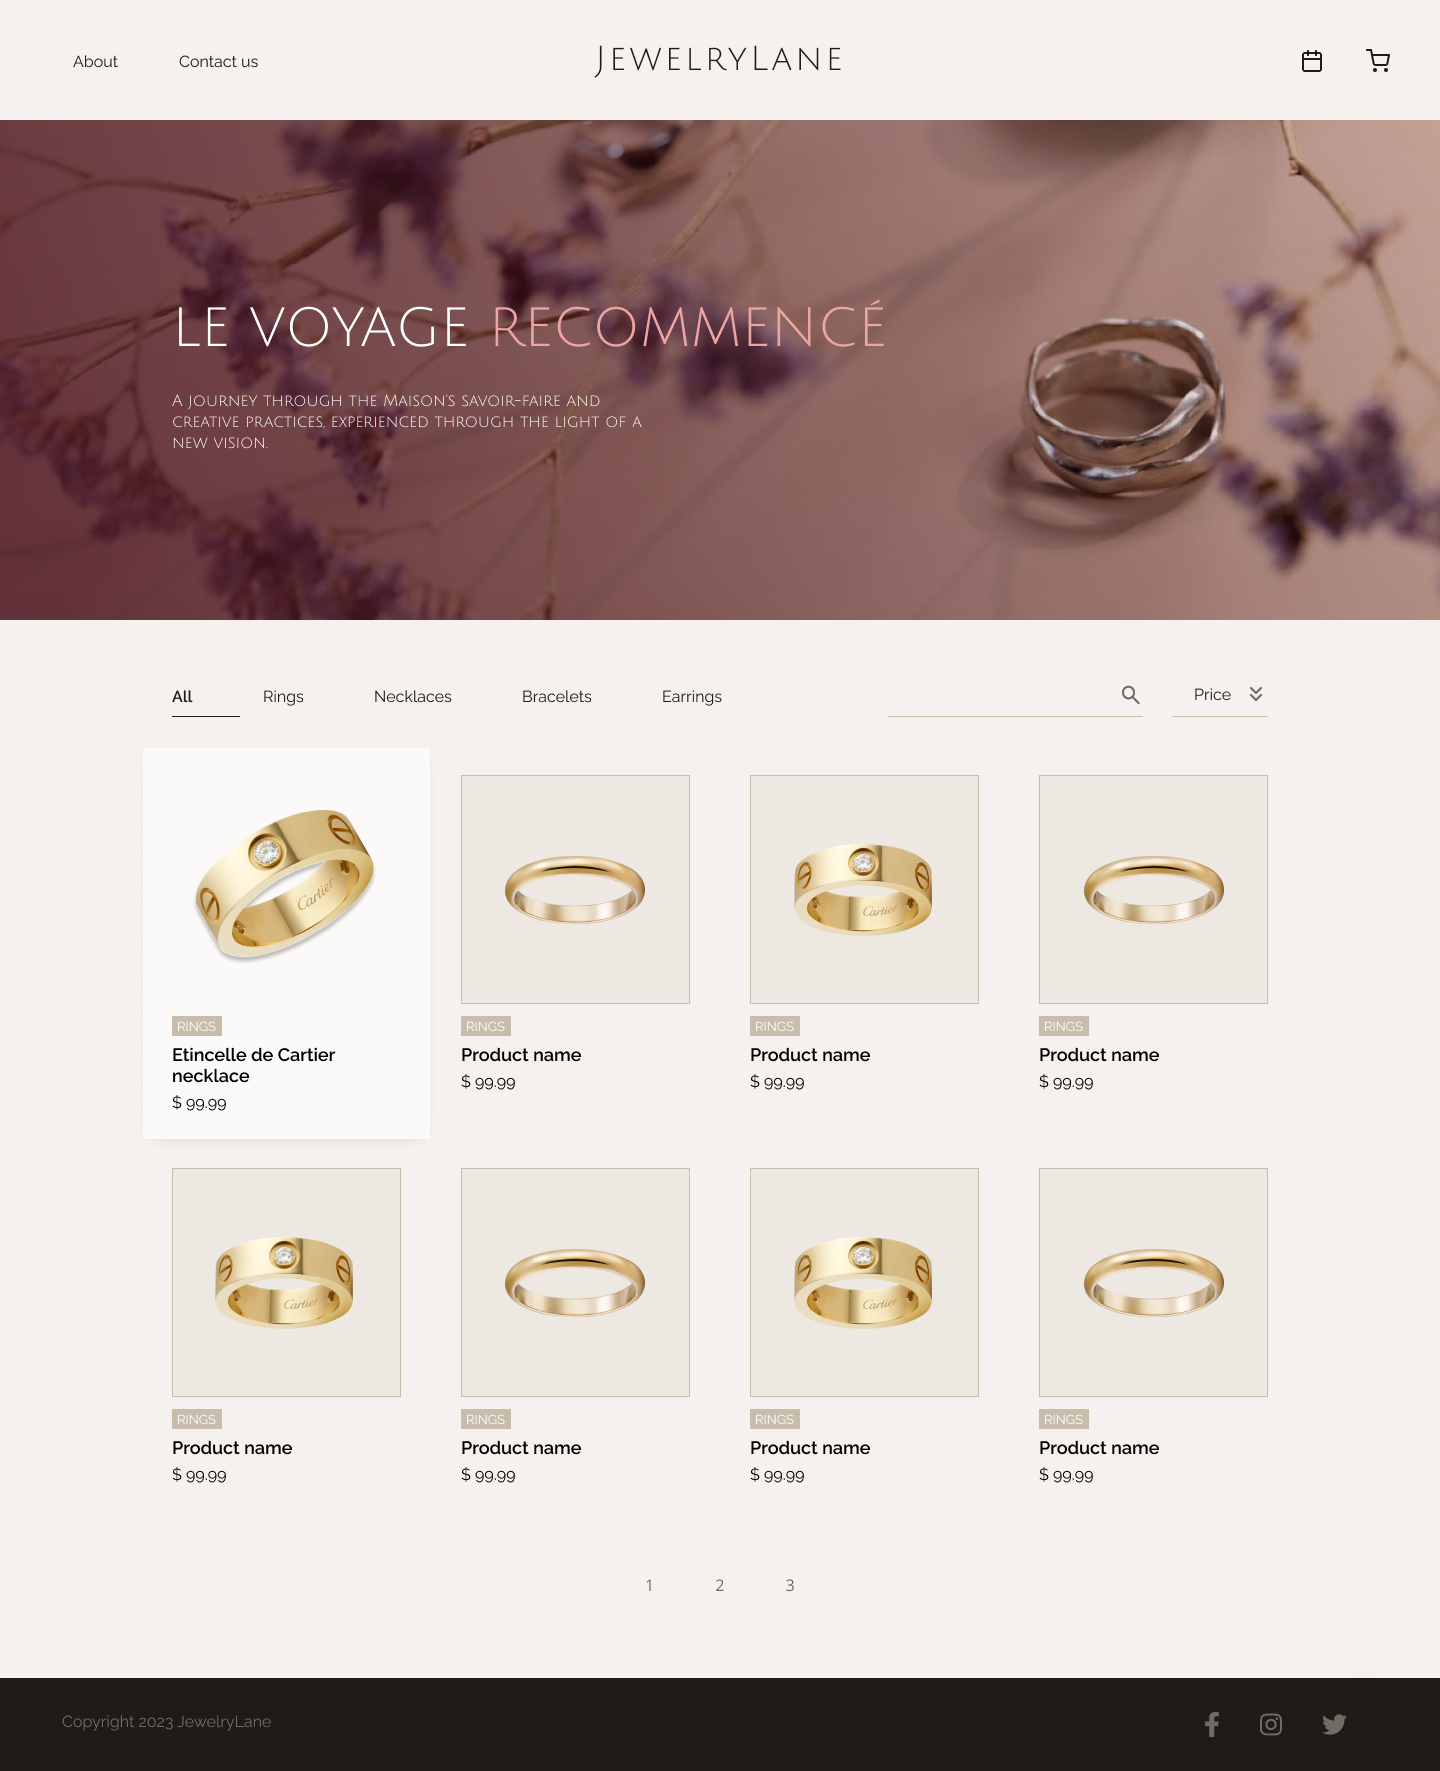 About
Contact us
JewelryLane
LE VOYAGE RECOMMENCÉ
A journey through the Maison's savoir-faire and
creative practices, experienced through the light of a
new vision.
All
Rings
Necklaces
Bracelets
Earrings
Price
Cartier
Cartier
RINGS
RINGS
RINGS
RINGS
Etincelle de Cartier
necklace
$ 99.99
Product name
$ 99.99
Product name
$ 99.99
Product name
$ 99.99
Cartier
Cartier
RINGS
RINGS
RINGS
RINGS
Product name
Product name
Product name
Product name
$ 99.99
$ 99.99
$ 99.99
$ 99.99
1
2
3
Copyright 2023 JewelryLane